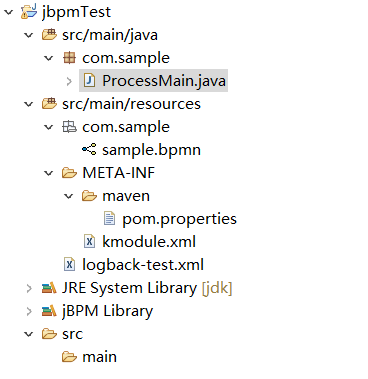 jbpmTest
src/main/java
com.sample
ProcessMain.java
src/main/resources
com.sample
sample.bpmn
META-INF
maven
pom.properties
kmodule.xml
logback-test.xml
JRE System Library [jdk]
jBPM Library
src
main